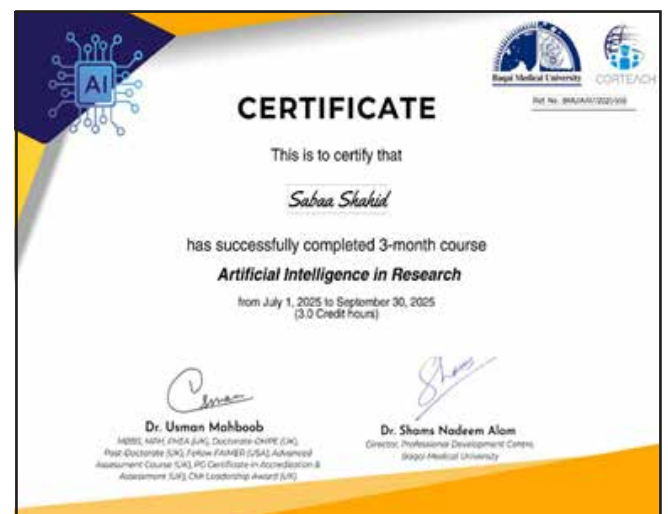 AI
Baqai Medical University
CORTEACH
Ref. No.
CERTIFICATE
This is to certify that
Sabaa Shahid
has successfully completed 3-month course
Artificial Intelligence in Research
from July 1, 2025 to September 30, 2025
(3.0 Credit hours)
Usman
Dr. Usman Mahboob
MBBS, MPH, FHEA (UK), Doctorate-DHPE (UK),
Post-Doctorate (UK), Fellow FAIMER (USA), Advanced
Assessment Course (UK), PG Certificate in Accreditation &
Assessment (UK), CMI Leadership Award (UK)
Shams
Dr. Shams Nadeem Alam
Director, Professional Development Centre,
Baqai Medical University